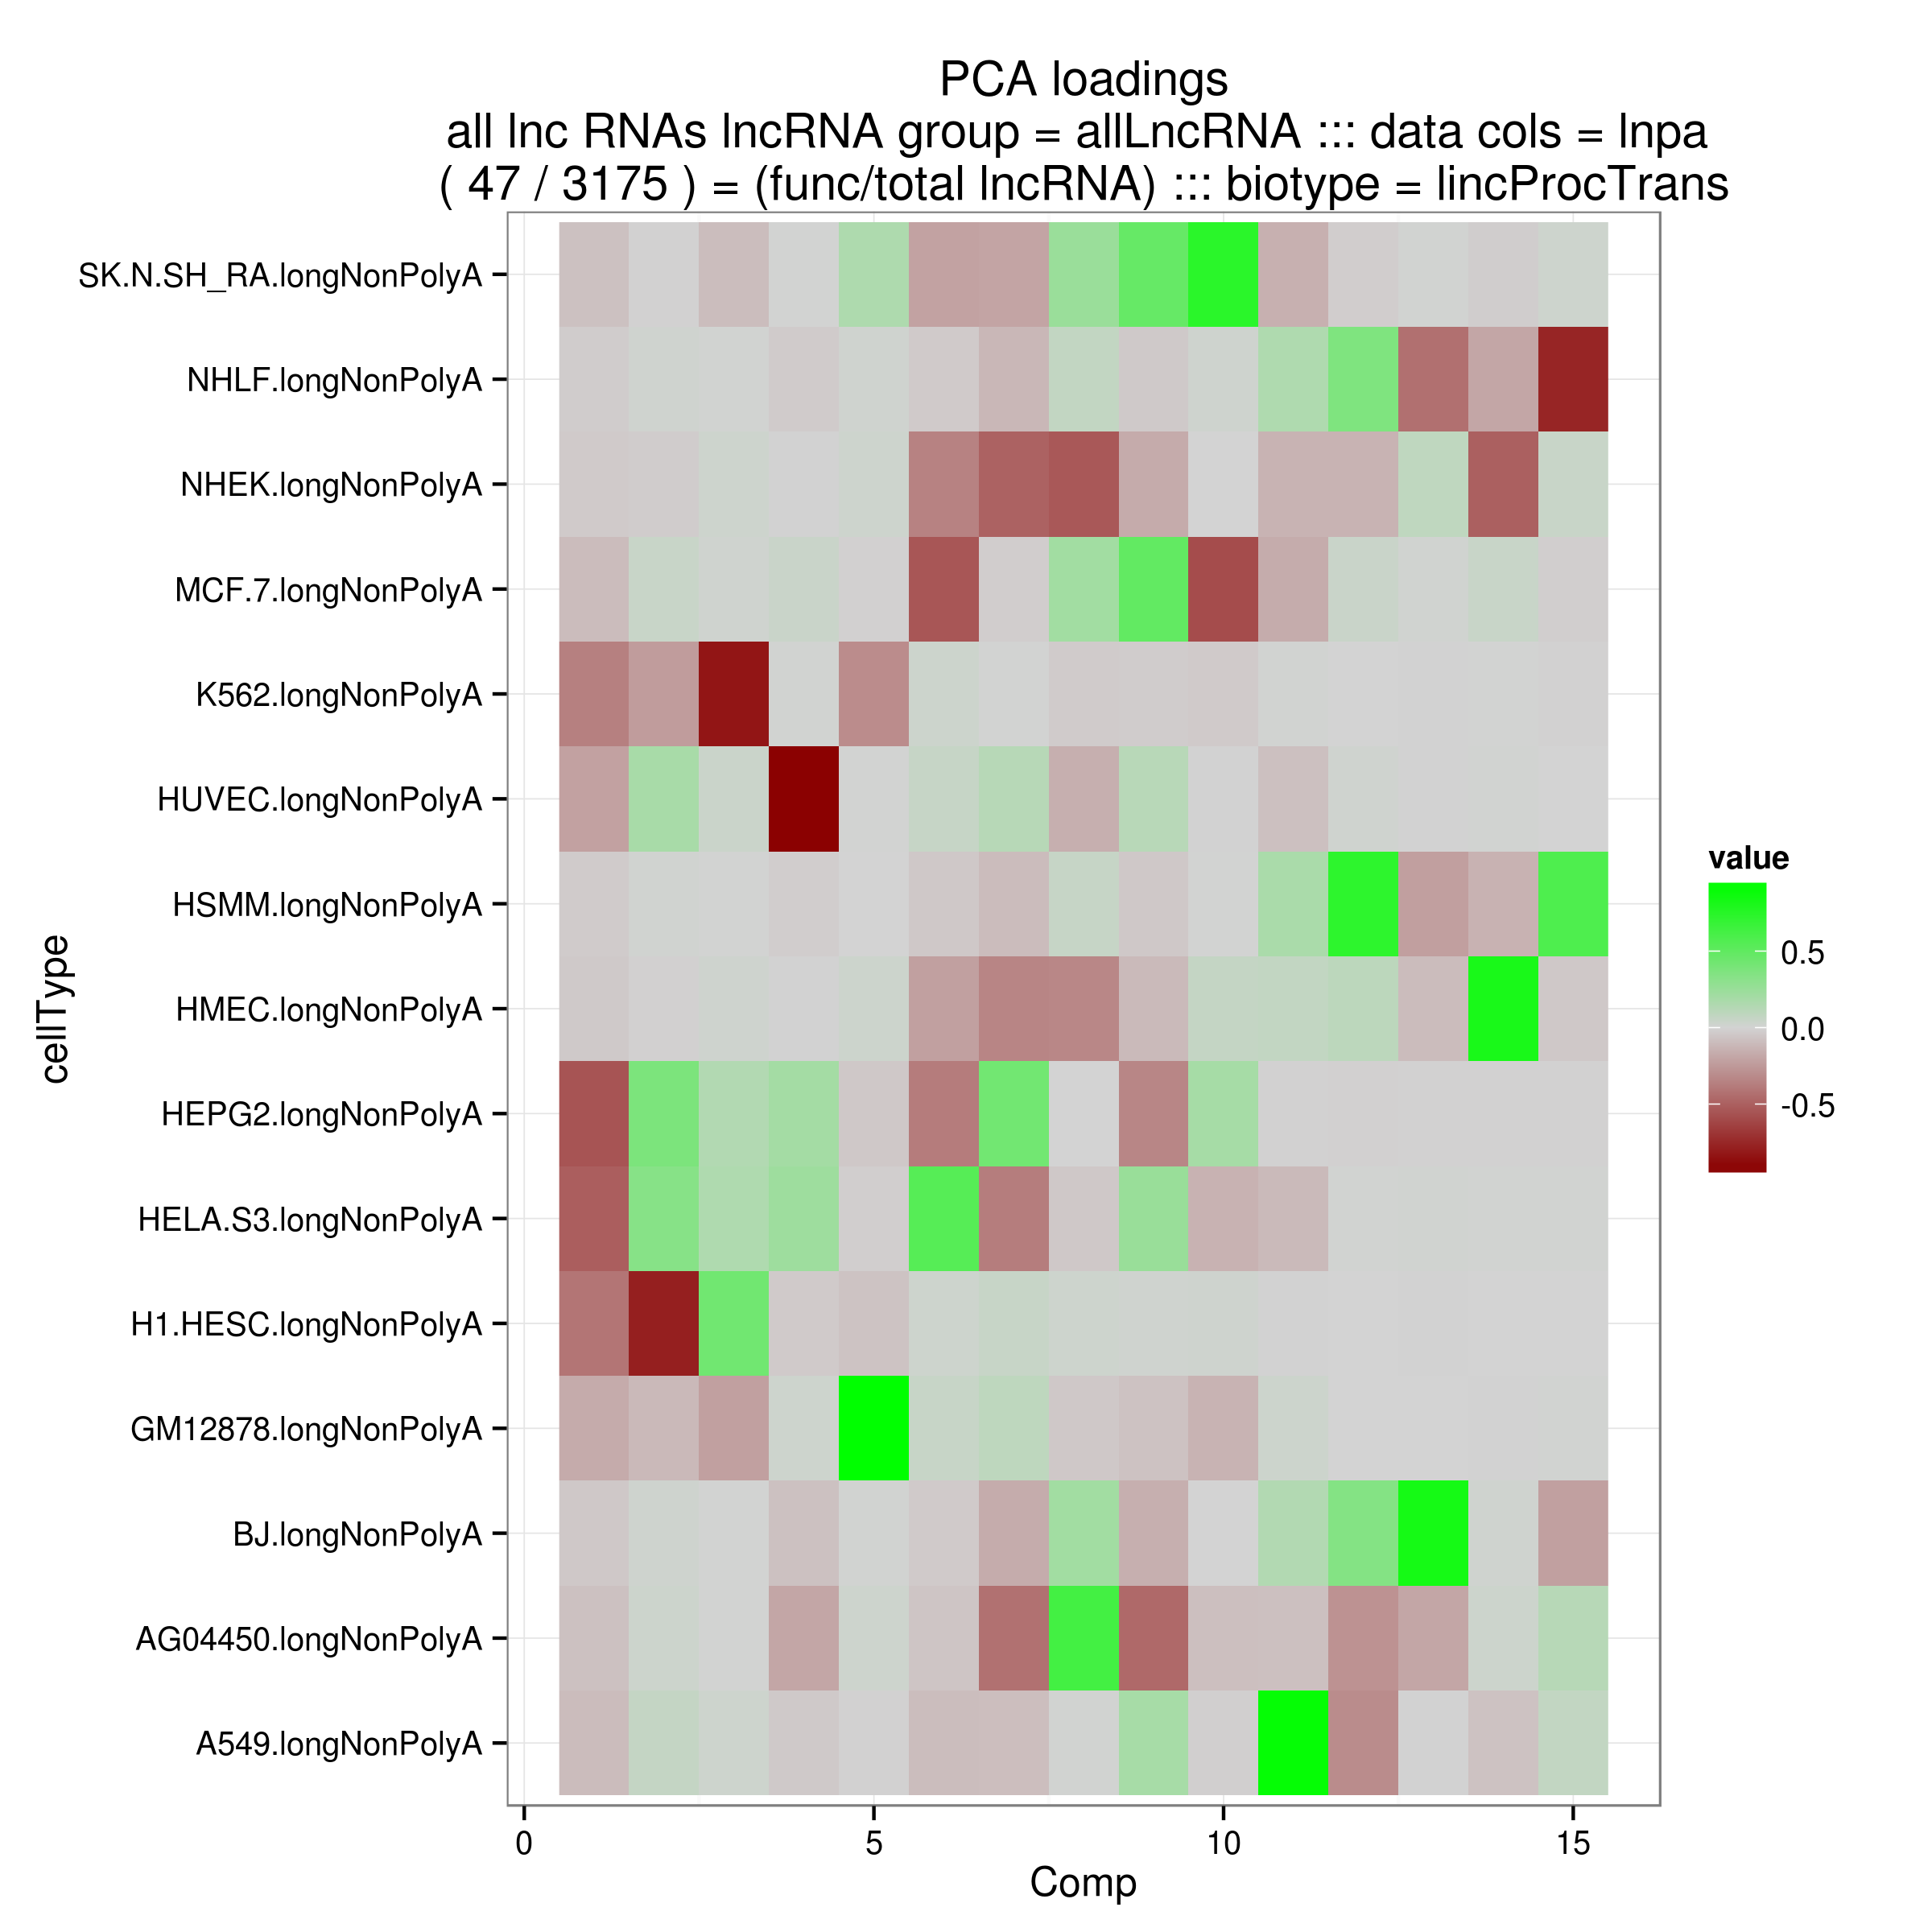 PCA loadings
all lnc RNAs lncRNA group = allLncRNA ::: data cols = lnpa
( 47 / 3175 ) = (func/total lncRNA) ::: biotype = lincProcTrans
SK.N.SH_RA.longNonPolyA
NHLF.longNonPolyA
NHEK.longNonPolyA
MCF.7.longNonPolyA
K562.longNonPolyA
HUVEC.longNonPolyA
HSMM.longNonPolyA
HMEC.longNonPolyA
HEPG2.longNonPolyA
HELA.S3.longNonPolyA
H1.HESC.longNonPolyA
GM12878.longNonPolyA
BJ.longNonPolyA
AG04450.longNonPolyA
A549.longNonPolyA
cellType
0 5 10 15
Comp
value
0.5
0.0
-0.5